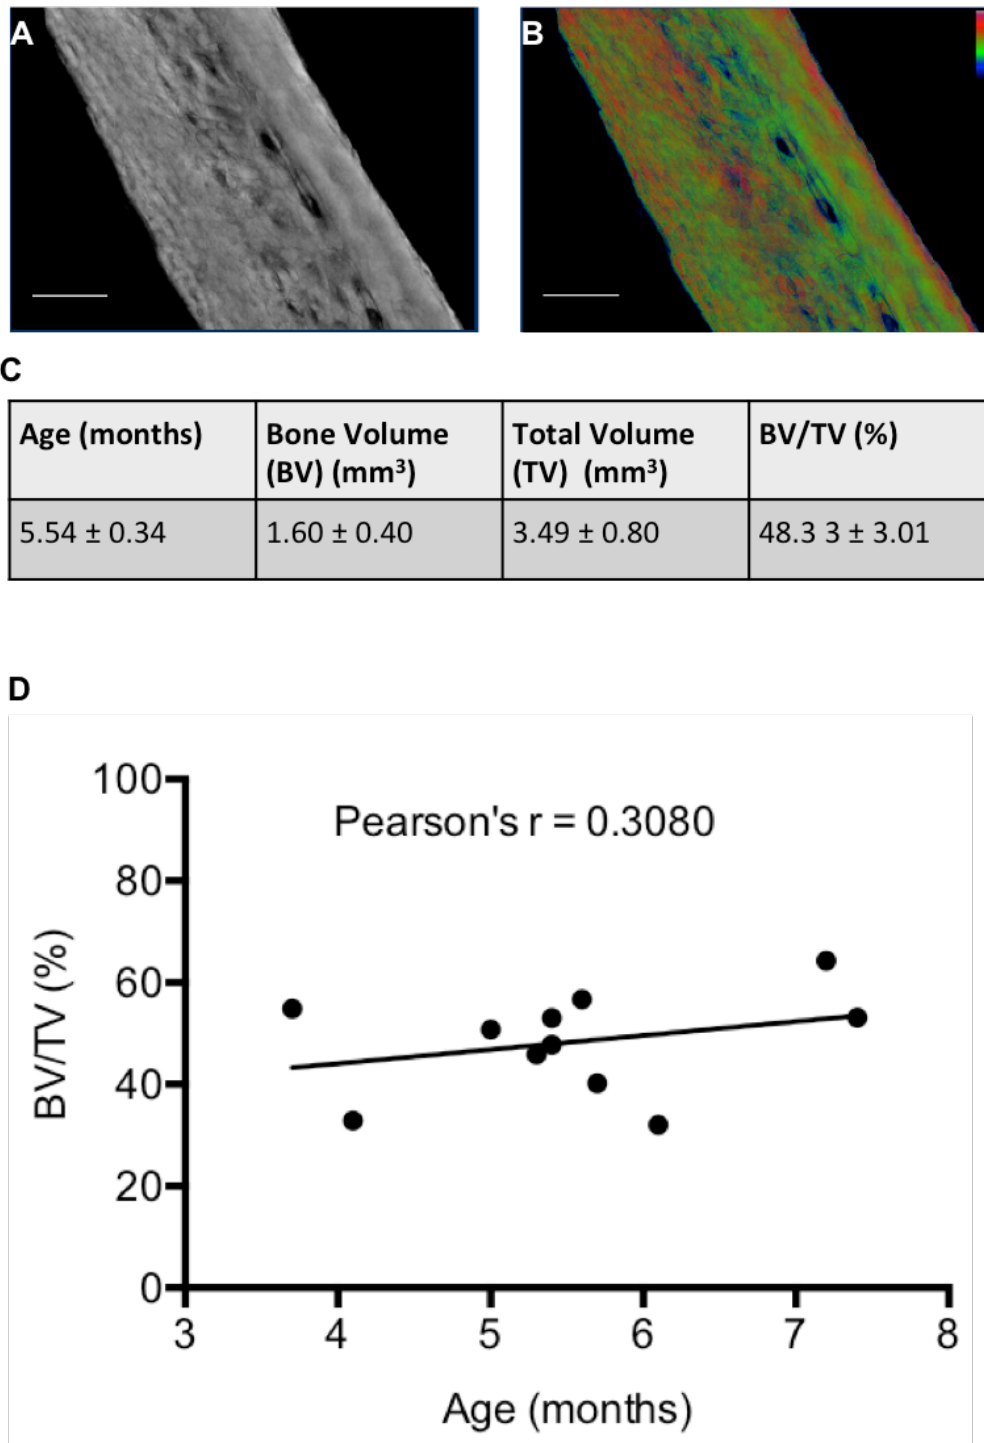 A
B
C
Age (months)
Bone Volume
(BV) (mm³)
Total Volume
(TV) (mm³)
BV/TV (%)
5.54 ± 0.34
1.60 ± 0.40
3.49 ± 0.80
48.3 3 ± 3.01
D
Pearson's r = 0.3080
100
80
60
40
20
0
BV/TV (%)
3 4 5 6 7 8
Age (months)